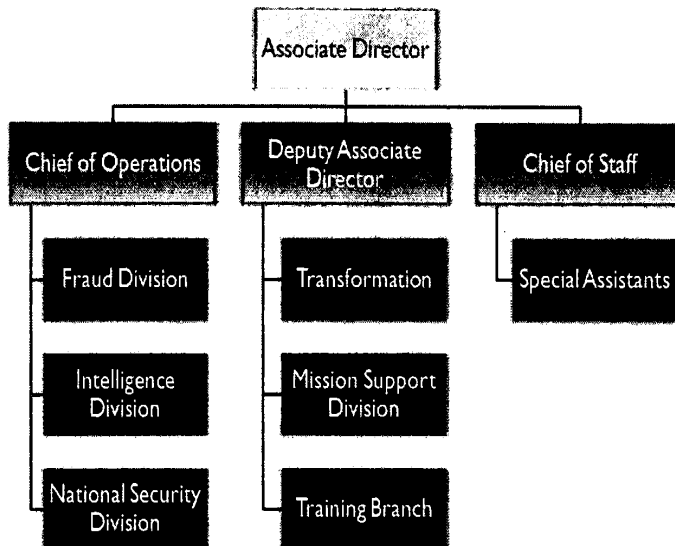 Associate Director
Chief of Operations
Deputy Associate
Director
Chief of Staff
Fraud Division
Transformation
Special Assistants
Intelligence
Division
Mission Support
Division
National Security
Division
Training Branch